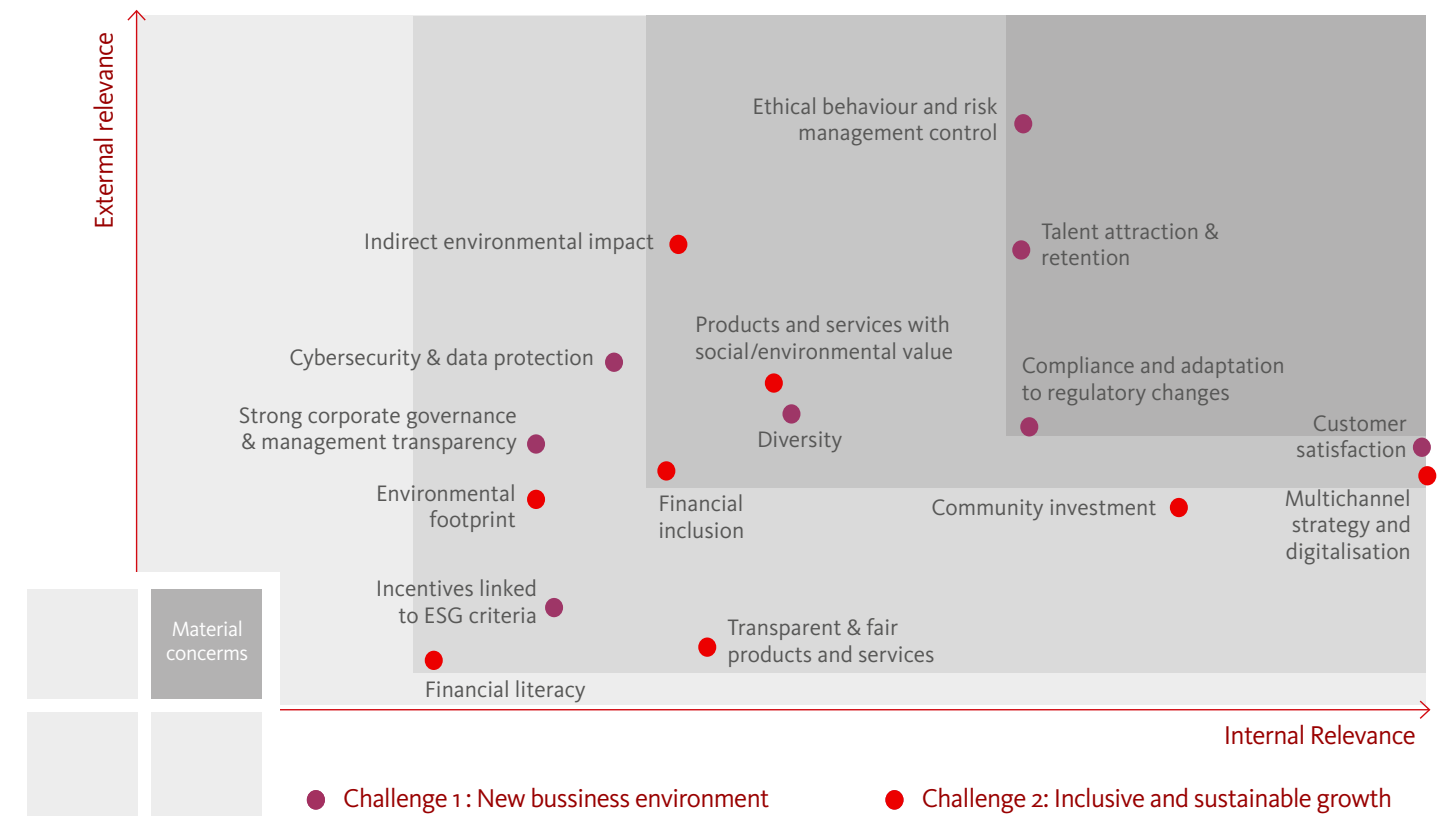 Extermal relevance
Ethical behaviour and risk
management control
Indirect environmental impact
Talent attraction &
retention
Products and services with
social/environmental value
Cybersecurity & data protection
Compliance and adaptation
to regulatory changes
Strong corporate governance
& management transparency
Diversity
Customer
satisfaction
Environmental
footprint
Financial
inclusion
Community investment
Multichannel
strategy and
digitalisation
Incentives linked
to ESG criteria
Transparent & fair
products and services
Financial literacy
Material
concerms
Internal Relevance
Challenge 1 : New bussiness environment
Challenge 2: Inclusive and sustainable growth